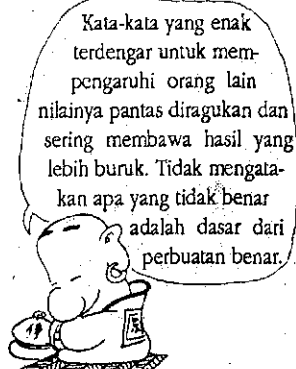 Kata-kata yang enak
terdengar untuk mem-
pengaruhi orang lain
nilainya pantas diragukan dan
sering membawa hasil yang
lebih buruk. Tidak mengata-
kan apa yang tidak benar
adalah dasar dari
perbuatan benar.